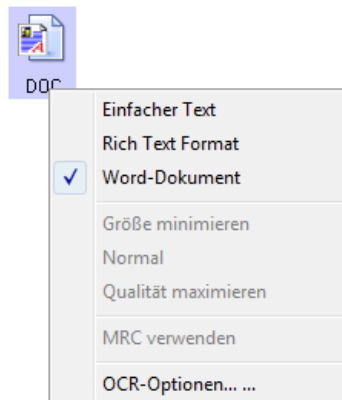 DOC
Einfacher Text
Rich Text Format
Word-Dokument
Größe minimieren
Normal
Qualität maximieren
MRC verwenden
OCR-Optionen... ...